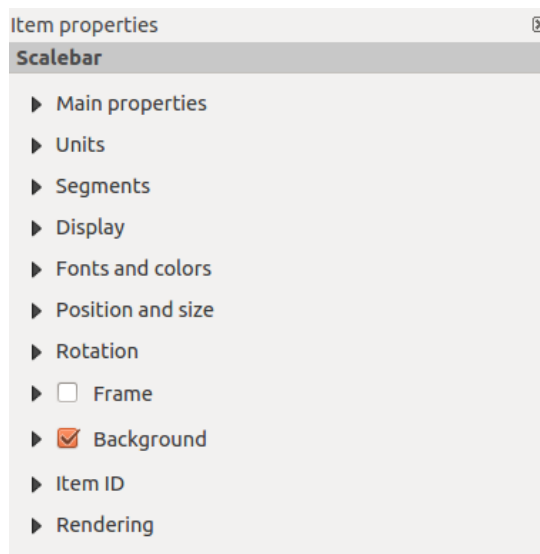 Item properties
Scalebar
Main properties
Units
Segments
Display
Fonts and colors
Position and size
Rotation
Frame
Background
Item ID
Rendering